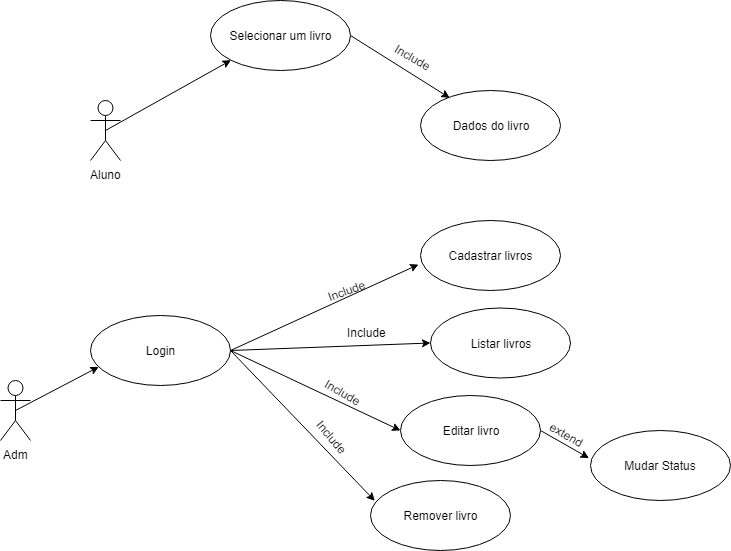 Selecionar um livro
Include
Dados do livro
Aluno
Cadastrar livros
Include
Include
Listar livros
Login
Include
Editar livro
extend
Mudar Status
Include
Adm
Remover livro